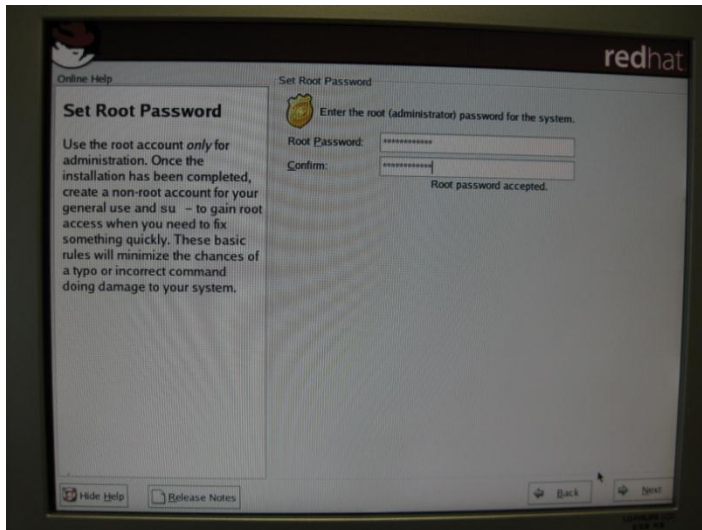 redhat
Online Help
Set Root Password
Use the root account only for
administration. Once the
installation has been completed,
create a non-root account for your
general use and su - to gain root
access when you need to fix
something quickly. These basic
rules will minimize the chances of
a typo or incorrect command
doing damage to your system.
Set Root Password
Enter the root (administrator) password for the system.
Root Password: ************
Confirm: ************
Root password accepted.
Hide Help
Release Notes
Back
Next